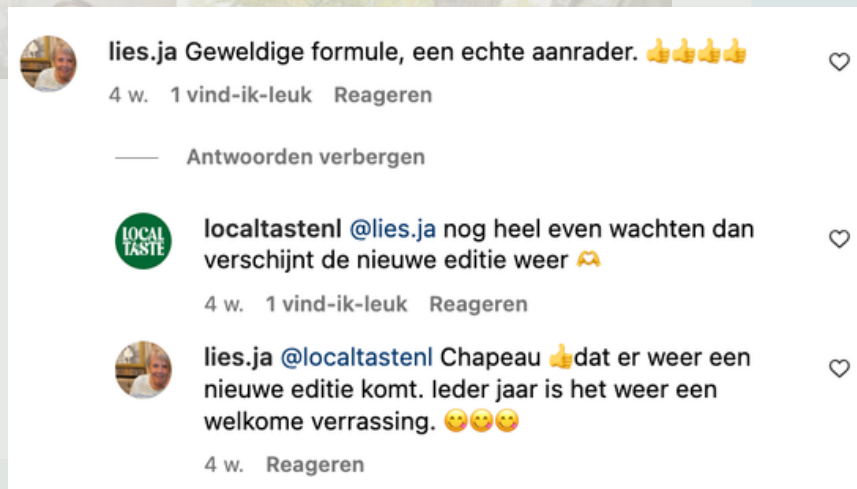 lies.ja Geweldige formule, een echte aanrader. 👍👍👍👍
4 w. 1 vind-ik-leuk Reageren
Antwoorden verbergen
LOCAL
TASTE
localtastenl @lies.ja nog heel even wachten dan
verschijnt de nieuwe editie weer 🫶
4 w. 1 vind-ik-leuk Reageren
lies.ja @localtastenl Chapeau 👍dat er weer een
nieuwe editie komt. Ieder jaar is het weer een
welkome verrassing. 😋😋😋
4 w. Reageren